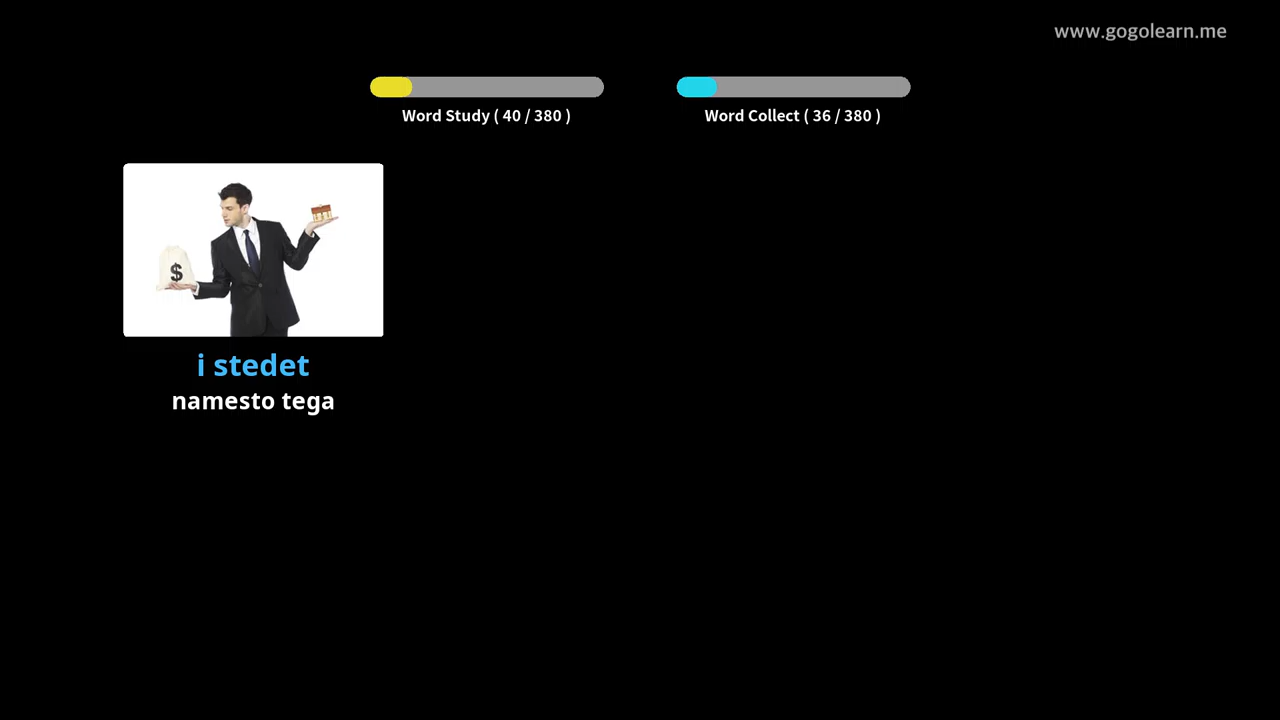 www.gogolearn.me
Word Study ( 40 / 380 )
Word Collect ( 36 / 380 )
$
i stedet
namesto tega